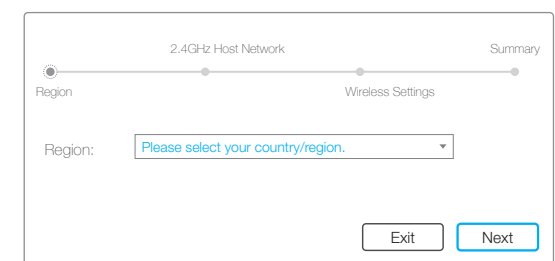 2.4GHz Host Network Summary
Region Wireless Settings
Region: Please select your country/region.
Exit Next